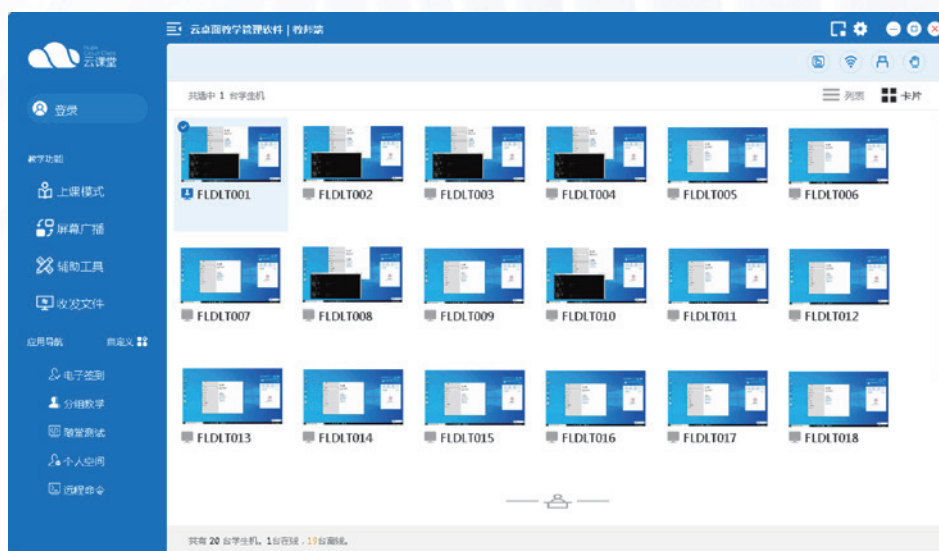 云桌面教学管理软件 | 教师端
云课堂
登录
共选中 1 台学生机
列表
卡片
教学功能
上课模式
屏幕广播
辅助工具
收发文件
应用导航
自定义
电子签到
分组教学
随堂测试
个人空间
远程命令
FLDLT001
FLDLT002
FLDLT003
FLDLT004
FLDLT005
FLDLT006
FLDLT007
FLDLT008
FLDLT009
FLDLT010
FLDLT011
FLDLT012
FLDLT013
FLDLT014
FLDLT015
FLDLT016
FLDLT017
FLDLT018
共有 20 台学生机。1台在线，19台离线。